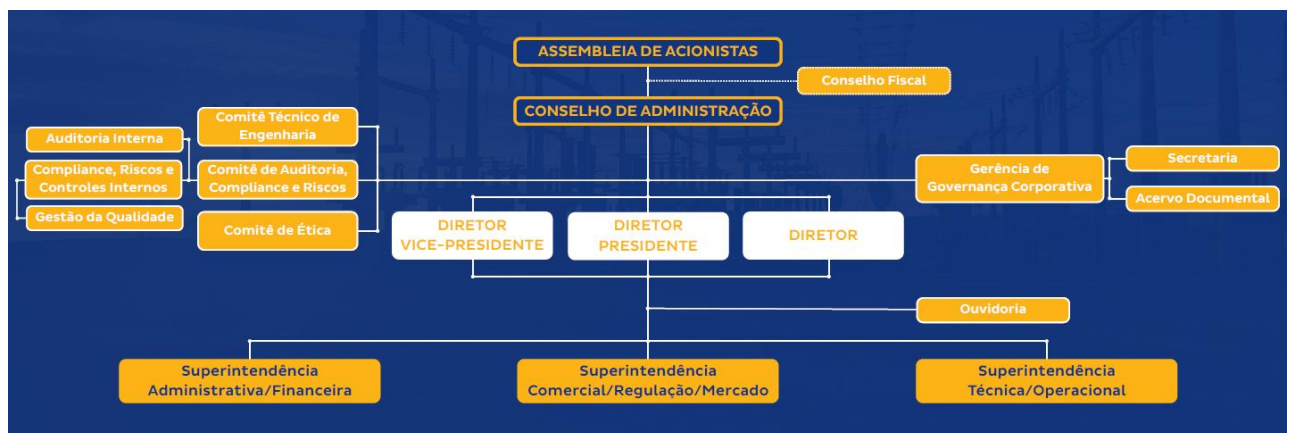 ASSEMBLEIA DE ACIONISTAS
Conselho Fiscal
CONSELHO DE ADMINISTRAÇÃO
Comitê Técnico de
Engenharia
Auditoria Interna
Compliance, Riscos e
Controles Internos
Comitê de Auditoria,
Compliance e Riscos
Gestão da Qualidade
Comitê de Ética
Gerência de
Governança Corporativa
Secretaria
Acervo Documental
DIRETOR
VICE-PRESIDENTE
DIRETOR
PRESIDENTE
DIRETOR
Ouvidoria
Superintendência
Administrativa/Financeira
Superintendência
Comercial/Regulação/Mercado
Superintendência
Técnica/Operacional